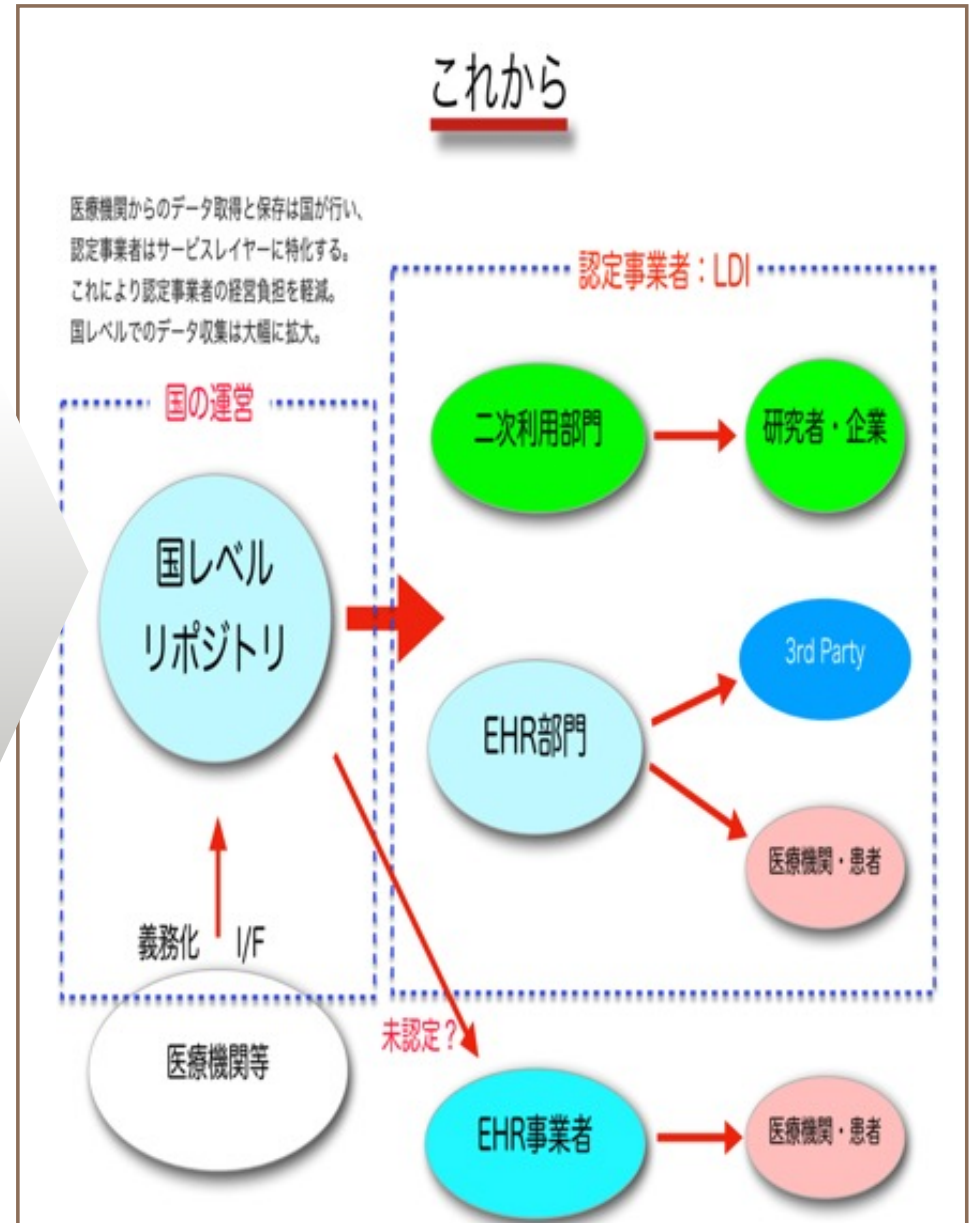 これから
医療機関からのデータ取得と保存は国が行い、
認定事業者はサービスレイヤーに特化する。
これにより認定事業者の経営負担を軽減。
国レベルでのデータ収集は大幅に拡大。
認定事業者：LDI
国の運営
二次利用部門
研究者・企業
国レベル
リポジトリ
3rd Party
EHR部門
医療機関・患者
義務化 I/F
未認定？
医療機関等
EHR事業者
医療機関・患者